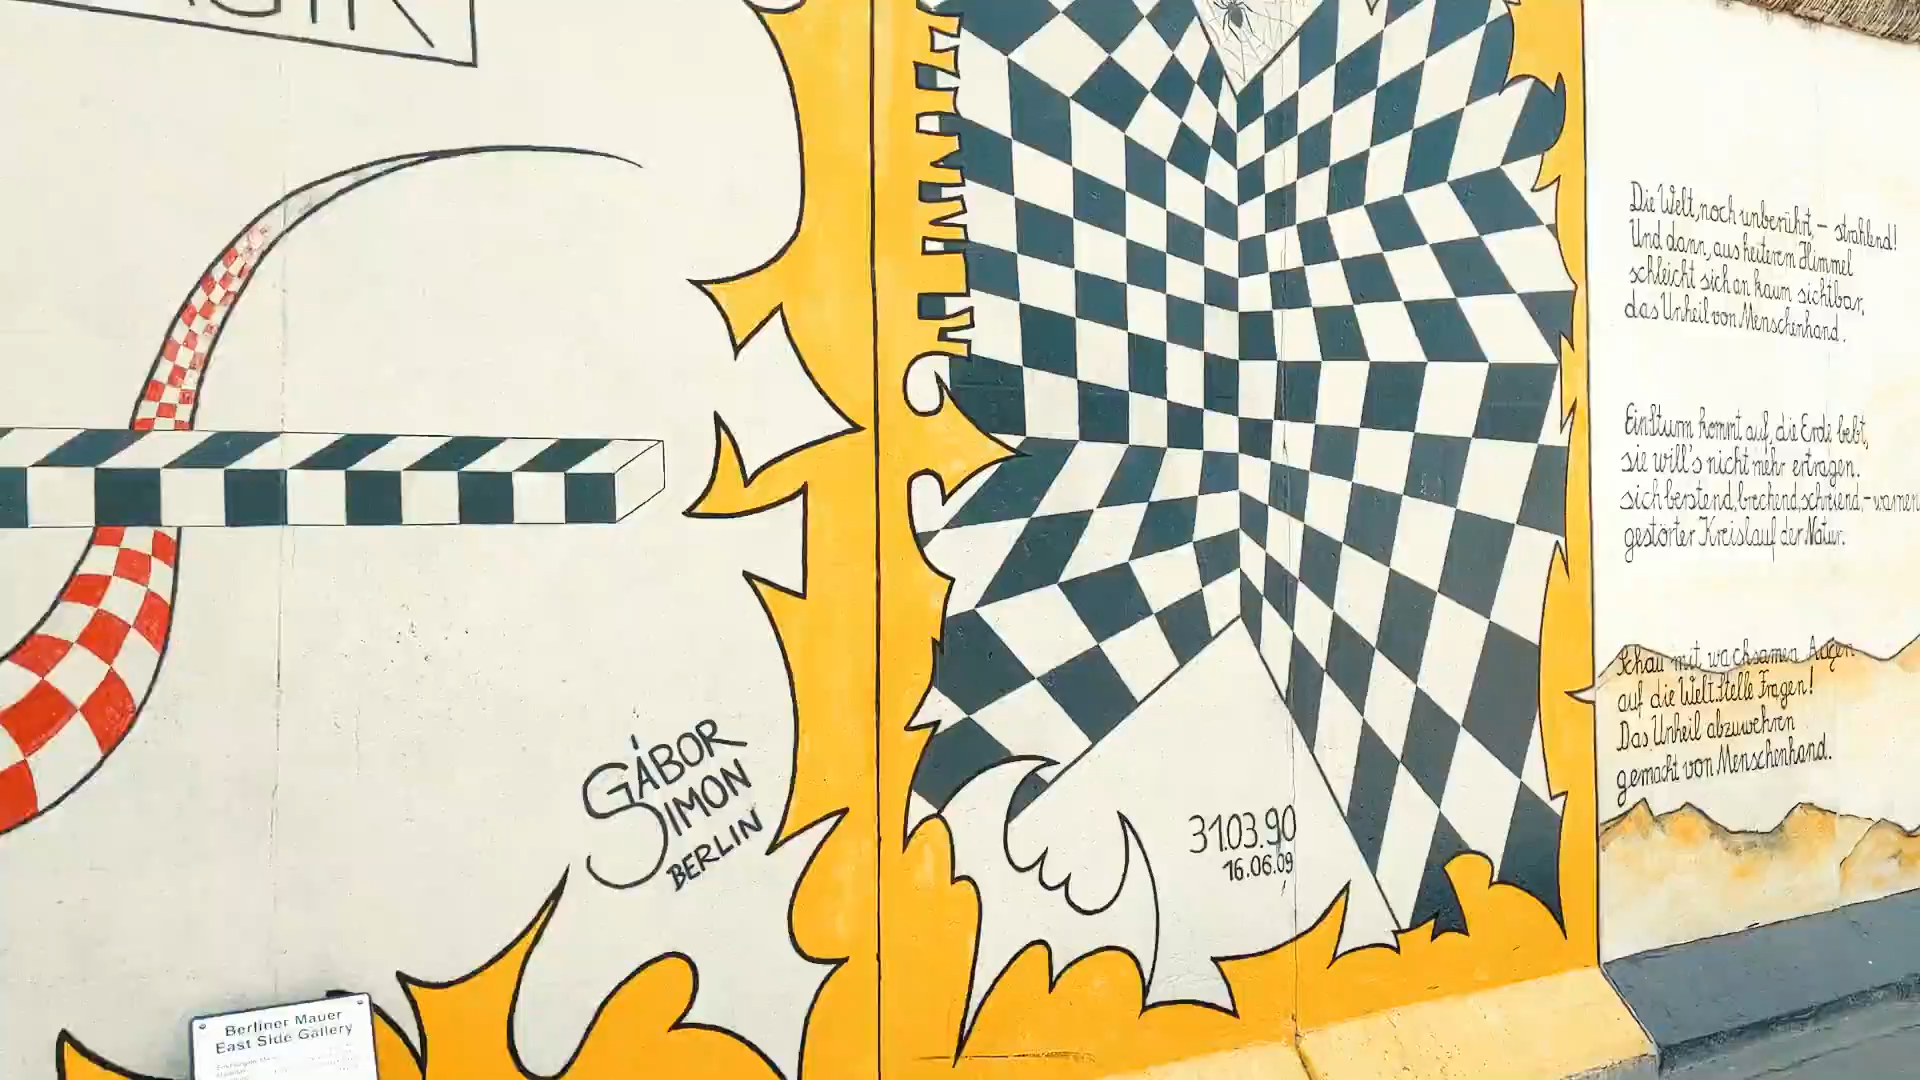 GÁBOR
SIMON
BERLIN
31.03.90
16.06.09
Berliner Mauer
East Side Gallery
Die Welt, noch unberührt, – strahlend!
Und dann, aus heiterem Himmel
schleicht sich an kaum sichtbar,
das Unheil von Menschenhand.
Ein Sturm kommt auf, die Erde bebt,
sie will's nicht mehr ertragen.
sich berstend, brechend, schreiend, – warnen
gestörter Kreislauf der Natur.
Schau mit wachsamen Augen
auf die Welt. Stelle Fragen!
Das Unheil abzuwehren
gemacht von Menschenhand.